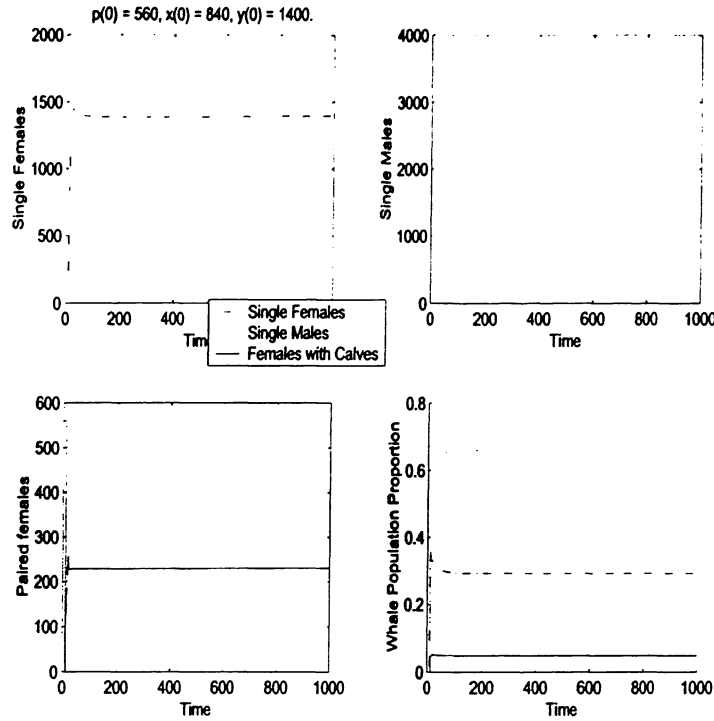 p(0) = 560, x(0) = 840, y(0) = 1400.
Single Females
2000
1500
1000
500
0
0 200 400
Single Males
4000
3000
2000
1000
0
0 200 400 600 800 1000
Time
Single Females
Single Males
Females with Calves
Paired females
600
500
400
300
200
100
0
0 200 400 600 800 1000
Time
Whale Population Proportion
0.8
0.6
0.4
0.2
0
0 200 400 600 800 1000
Time